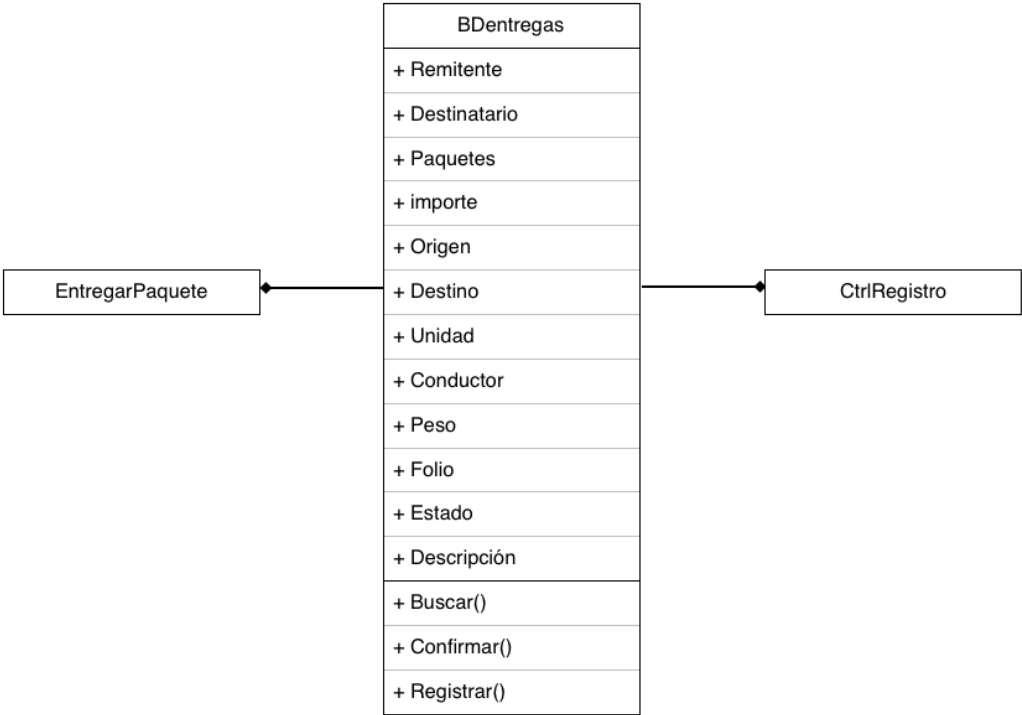 BDentregas
+ Remitente
+ Destinatario
+ Paquetes
+ importe
+ Origen
+ Destino
+ Unidad
+ Conductor
+ Peso
+ Folio
+ Estado
+ Descripción
+ Buscar()
+ Confirmar()
+ Registrar()
EntregarPaquete
CtrlRegistro